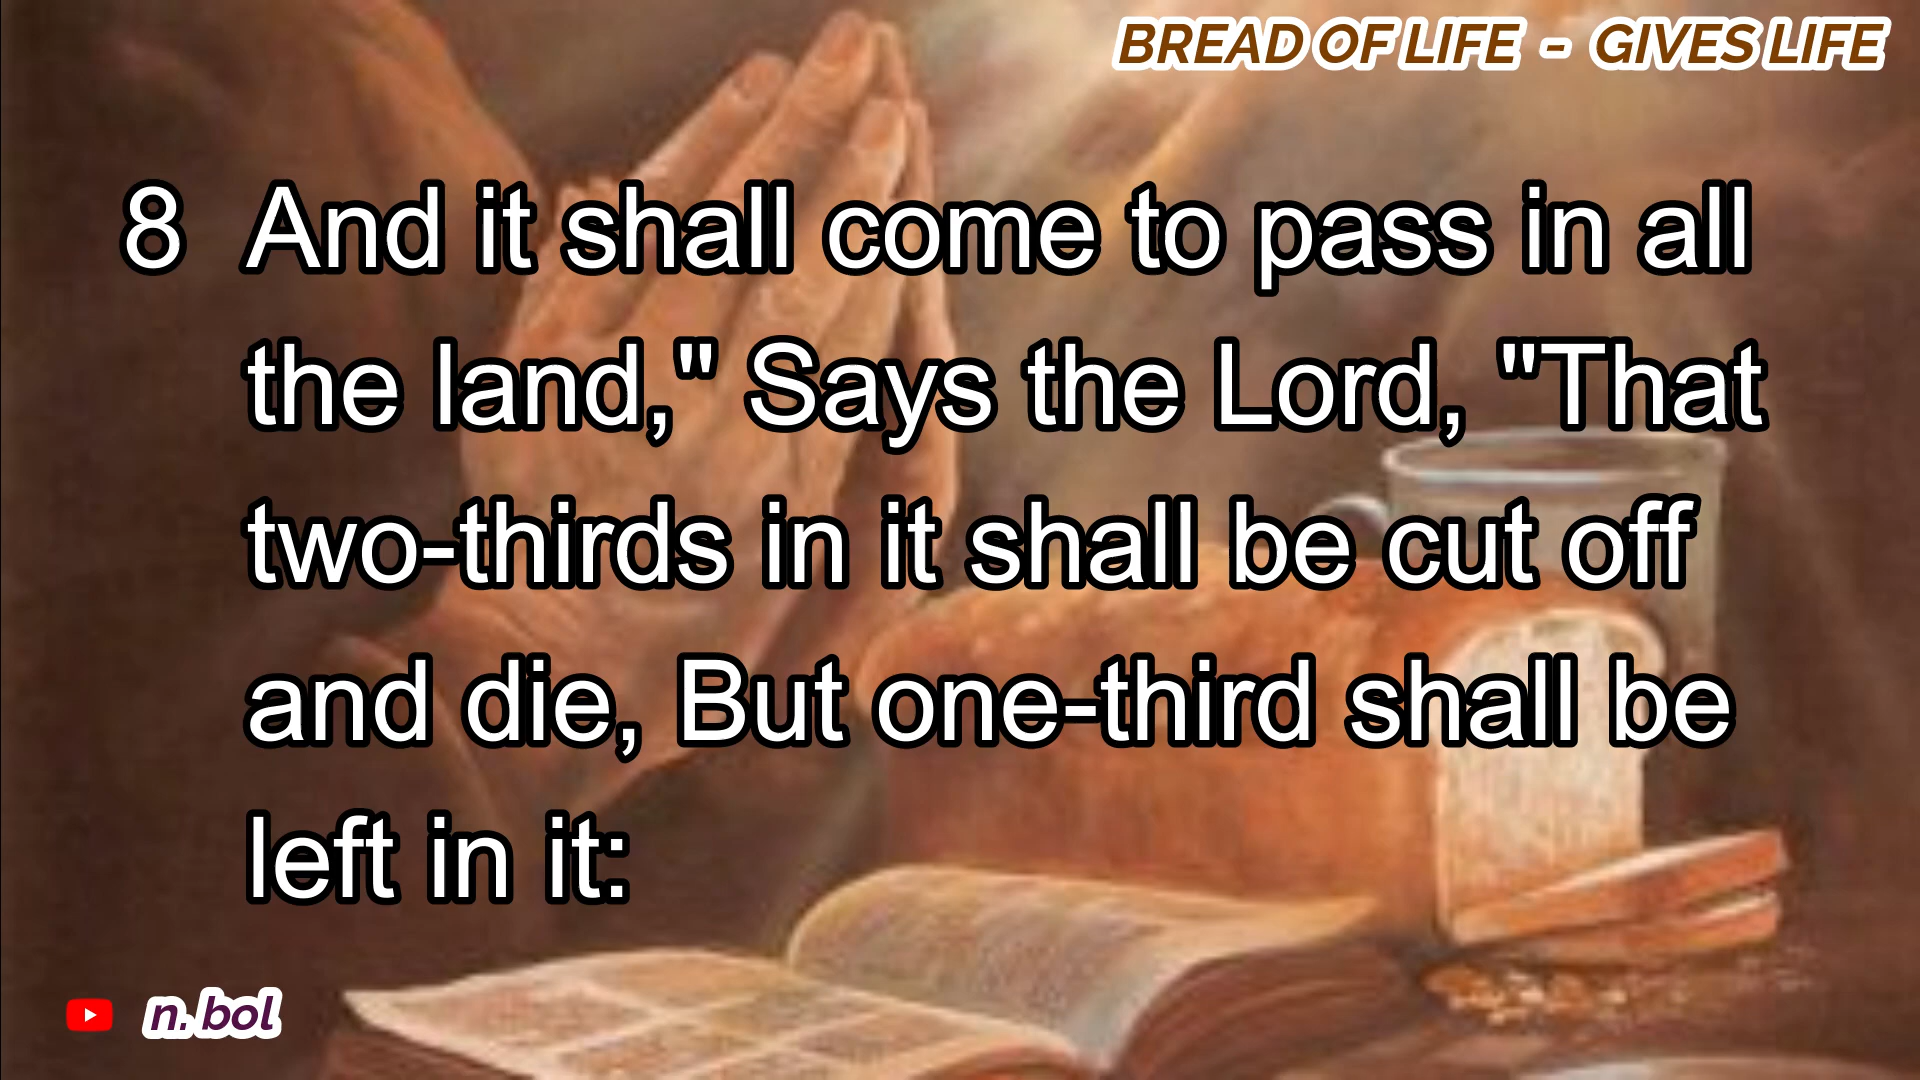 BREAD OF LIFE - GIVES LIFE
8 And it shall come to pass in all
the land," Says the Lord, "That
two-thirds in it shall be cut off
and die, But one-third shall be
left in it:
n. bol